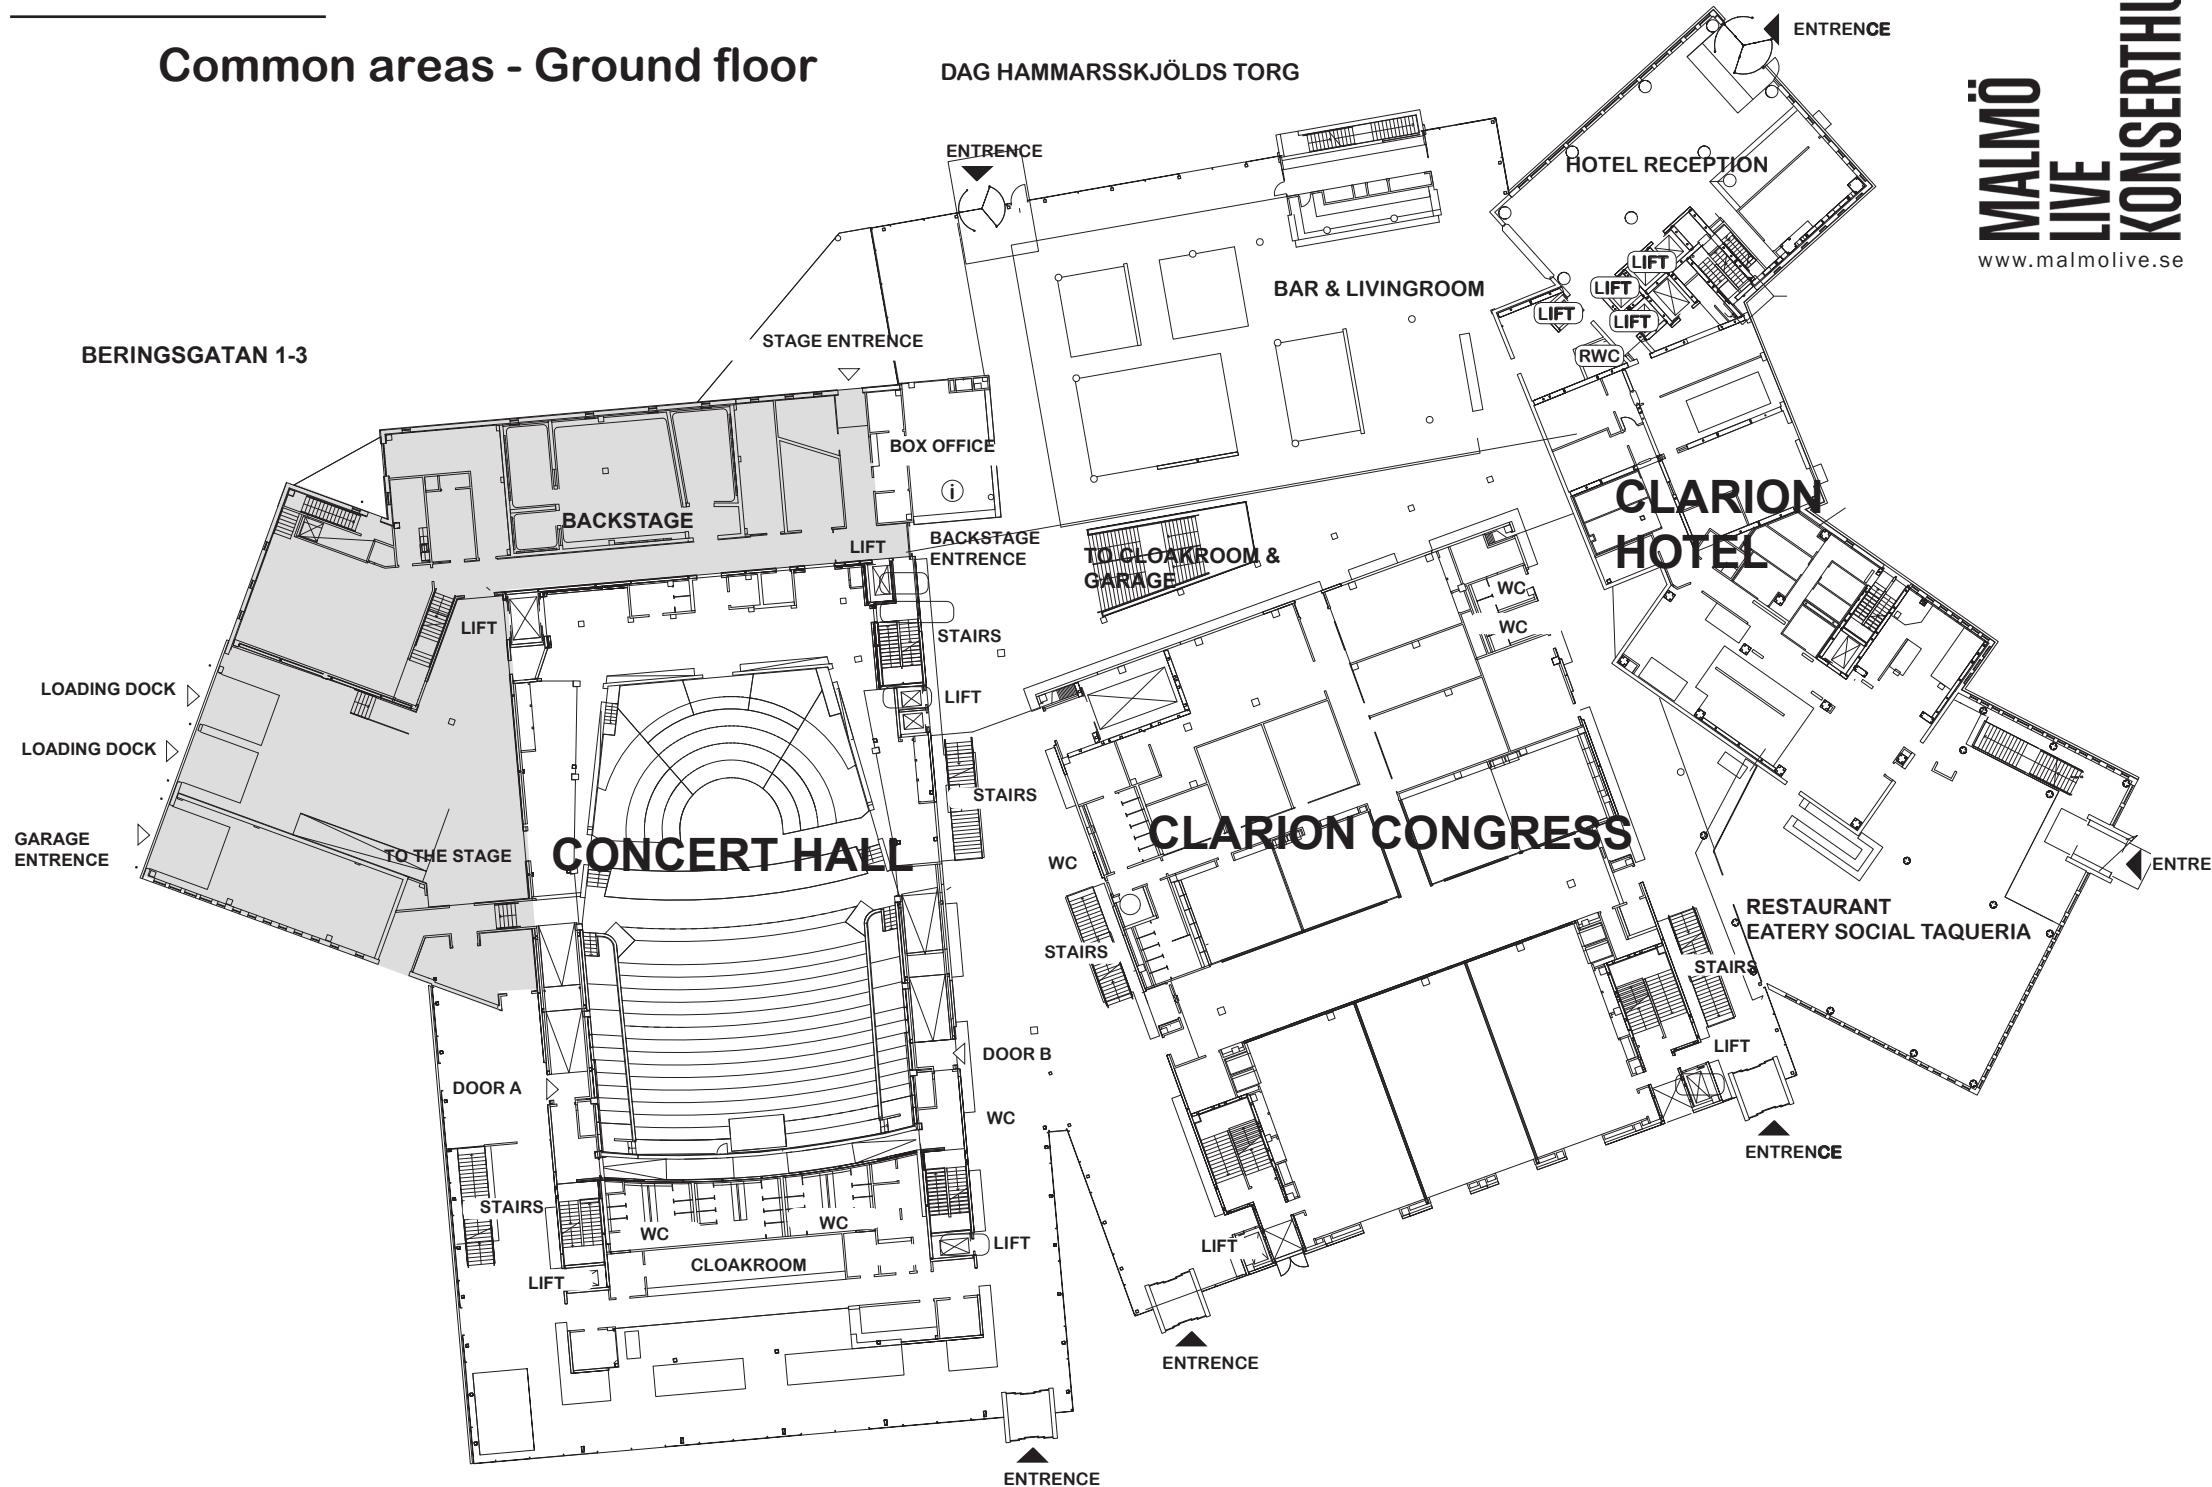 Common areas - Ground floor
DAG HAMMARSSKJÖLDS TORG
ENTRENCE
MALMÖ
LIVE
KONSERTHU
www.malmolive.se
ENTRENCE
HOTEL RECEPTION
LIFT
LIFT
LIFT
LIFT
RWC
BAR & LIVINGROOM
STAGE ENTRENCE
BERINGSGATAN 1-3
BOX OFFICE
i
BACKSTAGE
LIFT
BACKSTAGE
ENTRENCE
TO CLOAKROOM &
GARAGE
CLARION
HOTEL
WC
WC
LIFT
STAIRS
LOADING DOCK
LIFT
LOADING DOCK
STAIRS
GARAGE
ENTRENCE
TO THE STAGE
CONCERT HALL
CLARION CONGRESS
WC
ENTRE
RESTAURANT
EATERY SOCIAL TAQUERIA
STAIRS
STAIRS
DOOR B
LIFT
DOOR A
WC
ENTRENCE
STAIRS
WC
WC
LIFT
LIFT
CLOAKROOM
LIFT
ENTRENCE
ENTRENCE